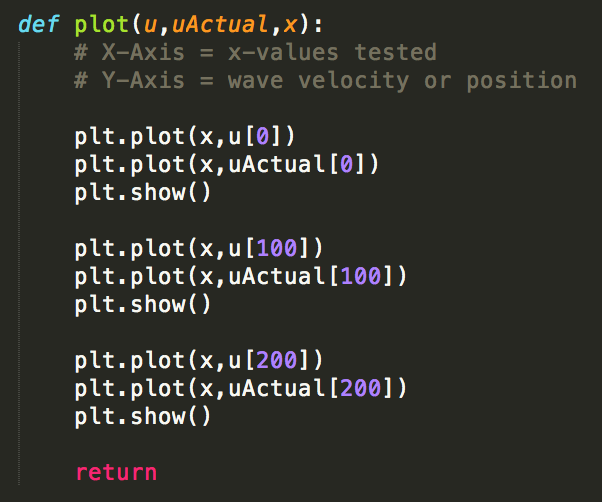 def plot(u,uActual,x):
    # X-Axis = x-values tested
    # Y-Axis = wave velocity or position

    plt.plot(x,u[0])
    plt.plot(x,uActual[0])
    plt.show()

    plt.plot(x,u[100])
    plt.plot(x,uActual[100])
    plt.show()

    plt.plot(x,u[200])
    plt.plot(x,uActual[200])
    plt.show()

    return